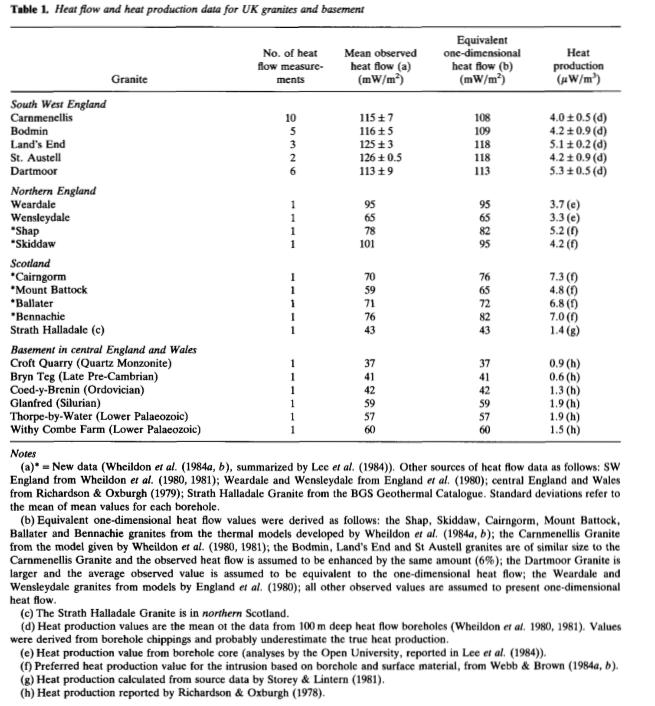 Table 1. Heat flow and heat production data for UK granites and basement
Granite No. of heat flow measure- ments Mean observed heat flow (a) (mW/m²) Equivalent one-dimensional heat flow (b) (mW/m²) Heat production (μW/m³)
South West England
Carnmenellis 10 115 ± 7 108 4.0 ± 0.5 (d)
Bodmin 5 116 ± 5 109 4.2 ± 0.9 (d)
Land's End 3 125 ± 3 118 5.1 ± 0.2 (d)
St. Austell 2 126 ± 0.5 118 4.2 ± 0.9 (d)
Dartmoor 6 113 ± 9 113 5.3 ± 0.5 (d)
Northern England
Weardale 1 95 95 3.7 (e)
Wensleydale 1 65 65 3.3 (e)
*Shap 1 78 82 5.2 (f)
*Skiddaw 1 101 95 4.2 (f)
Scotland
*Cairngorm 1 70 76 7.3 (f)
*Mount Battock 1 59 65 4.8 (f)
*Ballater 1 71 72 6.8 (f)
*Bennachie 1 76 82 7.0 (f)
Strath Halladale (c) 1 43 43 1.4 (g)
Basement in central England and Wales
Croft Quarry (Quartz Monzonite) 1 37 37 0.9 (h)
Bryn Teg (Late Pre-Cambrian) 1 41 41 0.6 (h)
Coed-y-Brenin (Ordovician) 1 42 42 1.3 (h)
Glanfred (Silurian) 1 59 59 1.9 (h)
Thorpe-by-Water (Lower Palaeozoic) 1 57 57 1.9 (h)
Withy Combe Farm (Lower Palaeozoic) 1 60 60 1.5 (h)
Notes
(a)* = New data (Wheildon et al. (1984a, b), summarized by Lee et al. (1984)). Other sources of heat flow data as follows: SW
England from Wheildon et al. (1980, 1981); Weardale and Wensleydale from England et al. (1980); central England and Wales
from Richardson & Oxburgh (1979); Strath Halladale Granite from the BGS Geothermal Catalogue. Standard deviations refer to
the mean of mean values for each borehole.
(b) Equivalent one-dimensional heat flow values were derived as follows: the Shap, Skiddaw, Cairngorm, Mount Battock,
Ballater and Bennachie granites from the thermal models developed by Wheildon et al. (1984a, b); the Carnmenellis Granite
from the model given by Wheildon et al. (1980, 1981); the Bodmin, Land's End and St Austell granites are of similar size to the
Carnmenellis Granite and the observed heat flow is assumed to be enhanced by the same amount (6%); the Dartmoor Granite is
larger and the average observed value is assumed to be equivalent to the one-dimensional heat flow; the Weardale and
Wensleydale granites from models by England et al. (1980); all other observed values are assumed to present one-dimensional
heat flow.
(c) The Strath Halladale Granite is in northern Scotland.
(d) Heat production values are the mean ot the data from 100 m deep heat flow boreholes (Wheildon et al. 1980, 1981). Values
were derived from borehole chippings and probably underestimate the true heat production.
(e) Heat production value from borehole core (analyses by the Open University, reported in Lee et al. (1984)).
(f) Preferred heat production value for the intrusion based on borehole and surface material, from Webb & Brown (1984a, b).
(g) Heat production calculated from source data by Storey & Lintern (1981).
(h) Heat production reported by Richardson & Oxburgh (1978).